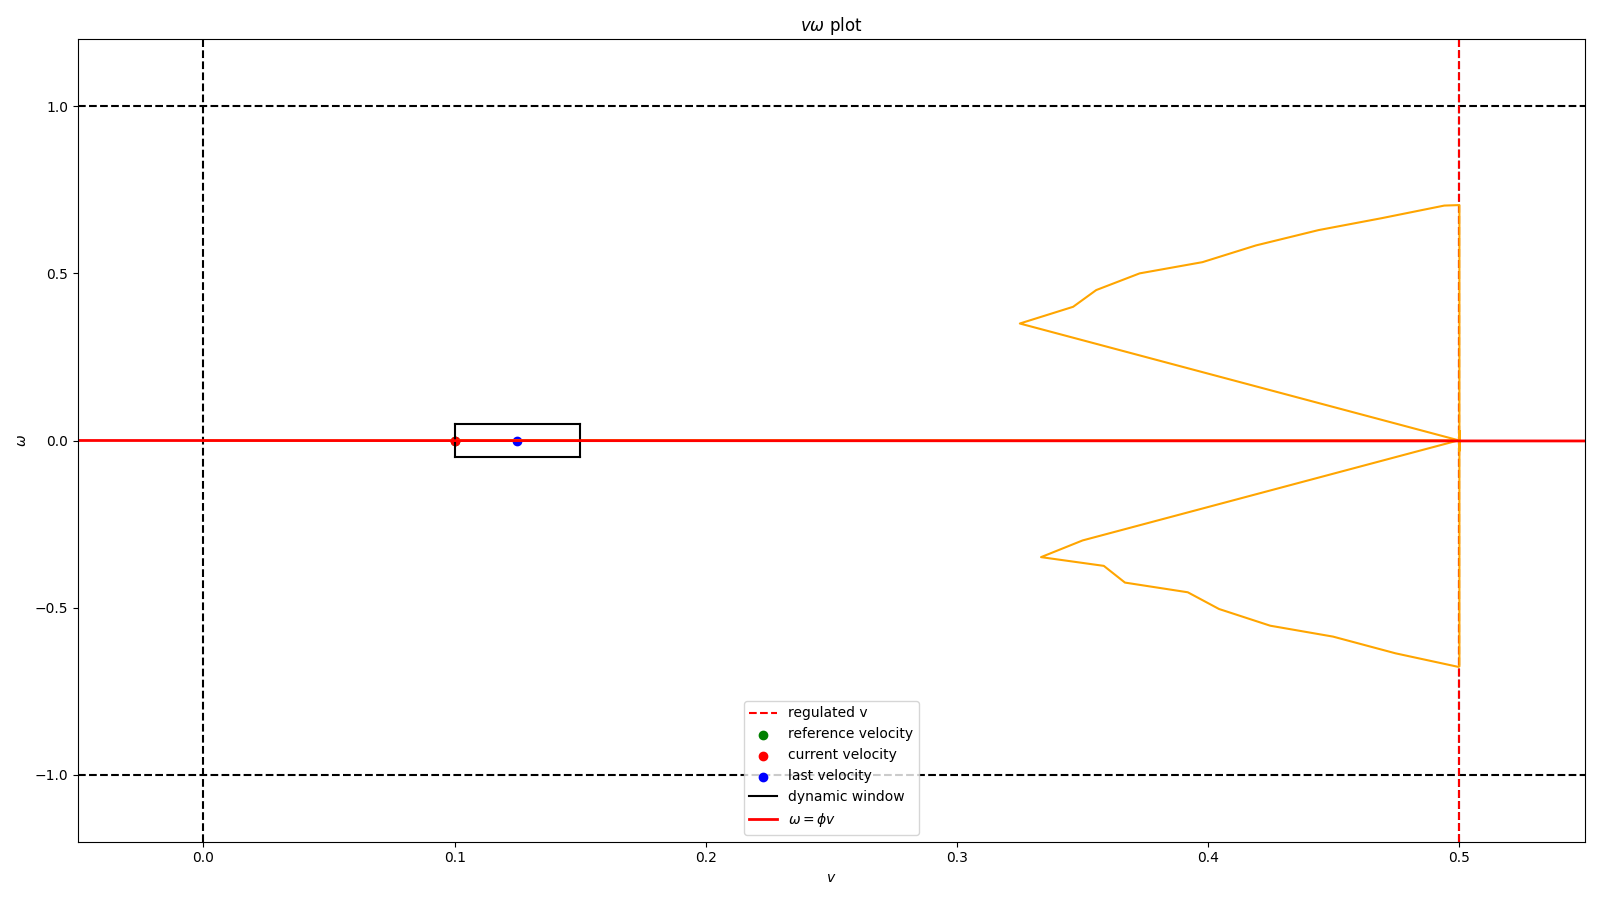 vω plot
1.0
0.5
0.0
−0.5
−1.0
ω
regulated v
reference velocity
current velocity
last velocity
dynamic window
ω = ϕv
0.0 0.1 0.2 0.3 0.4 0.5
v